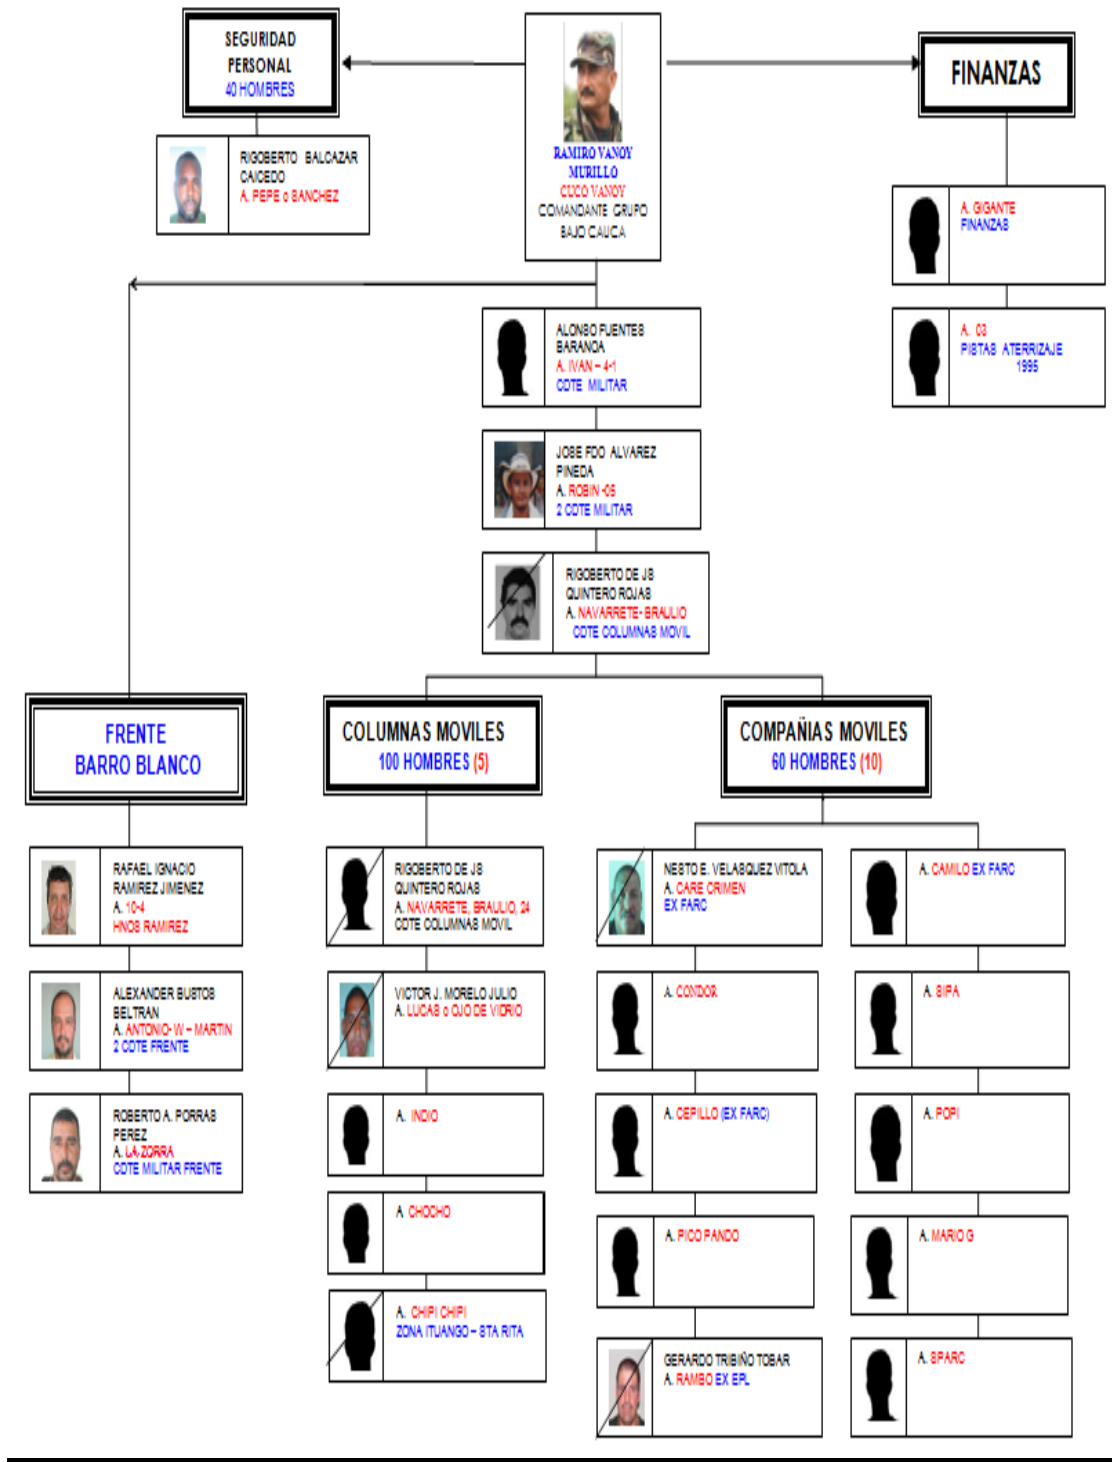 SEGURIDAD
PERSONAL
40 HOMBRES
RIGOBERTO BALCAZAR
CAICEDO
A. PEPE o SANCHEZ
RAMIRO VANOY
MURILLO
CUCO VANOY
COMANDANTE GRUPO
BAJO CAUCA
FINANZAS
A. GIGANTE
FINANZAS
A. 03
PISTAS ATERRIZAJE
1995
ALONSO FUENTES
BARANOA
A. IVAN – 4-1
CDTE MILITAR
JOSE FDO ALVAREZ
PINEDA
A. ROBIN -05
2 CDTE MILITAR
RIGOBERTO DE JS
QUINTERO ROJAS
A. NAVARRETE- BRAULIO
CDTE COLUMNAS MOVIL
FRENTE
BARRO BLANCO
RAFAEL IGNACIO
RAMIREZ JIMENEZ
A. 10-4
HNOS RAMIREZ
ALEXANDER BUSTOS
BELTRAN
A. ANTONIO- W – MARTIN
2 CDTE FRENTE
ROBERTO A. PORRAS
PEREZ
A. LA-ZORRA
CDTE MILITAR FRENTE
COLUMNAS MOVILES
100 HOMBRES (5)
RIGOBERTO DE JS
QUINTERO ROJAS
A. NAVARRETE, BRAULIO, 24
CDTE COLUMNAS MOVIL
VICTOR J. MORELO JULIO
A. LUCAS o OJO DE VIDRIO
A. INDIO
A. CHOCHO
A. CHIPI CHIPI
ZONA ITUANGO – STA RITA
COMPAÑIAS MOVILES
60 HOMBRES (10)
NESTO E. VELASQUEZ VITOLA
A. CARE CRIMEN
EX FARC
A. CONDOR
A. CEPILLO (EX FARC)
A. PICO PANDO
GERARDO TRIBIÑO TOBAR
A. RAMBO EX EPL
A. CAMILO EX FARC
A. SIPA
A. POPI
A. MARIO G
A. SPARC